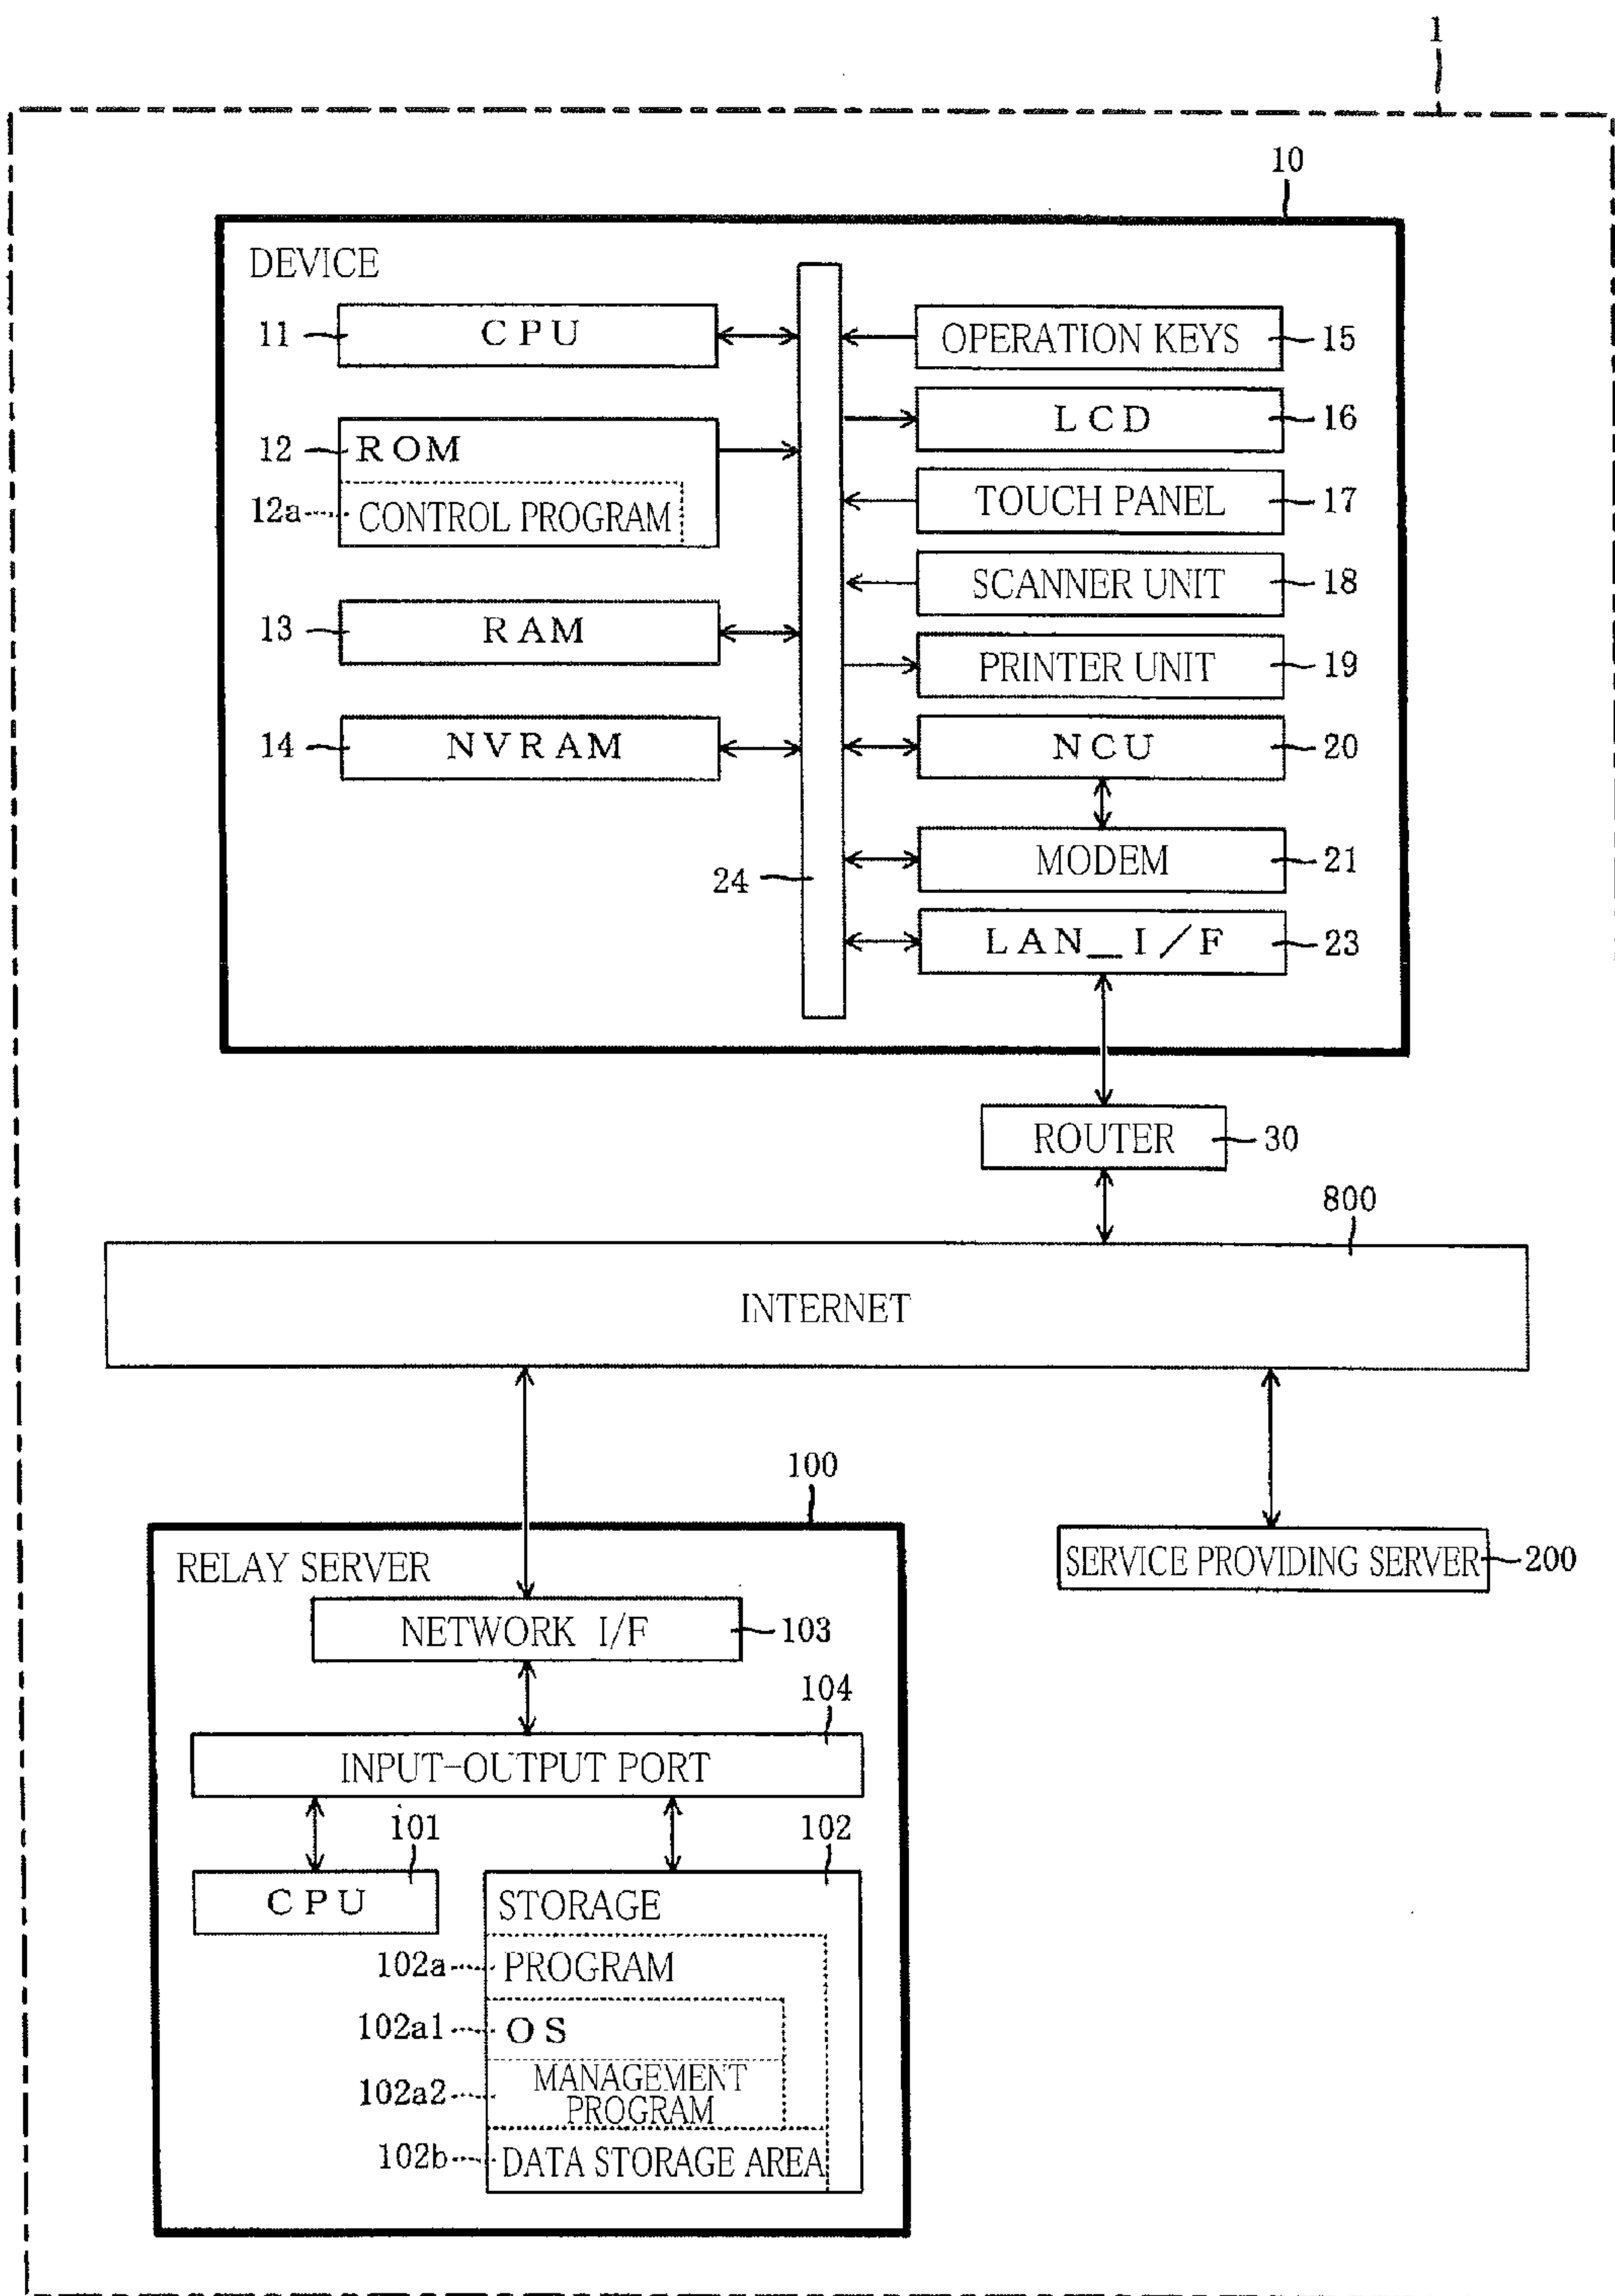 1
10
DEVICE
11 CPU
OPERATION KEYS 15
LCD 16
12 ROM
12a CONTROL PROGRAM
TOUCH PANEL 17
SCANNER UNIT 18
13 RAM
PRINTER UNIT 19
14 NVRAM
NCU 20
24
MODEM 21
LAN_I/F 23
ROUTER 30
800
INTERNET
100
RELAY SERVER
SERVICE PROVIDING SERVER 200
NETWORK I/F 103
104
INPUT-OUTPUT PORT
101
102
CPU
STORAGE
102a PROGRAM
102a1 OS
102a2 MANAGEMENT
PROGRAM
102b DATA STORAGE AREA